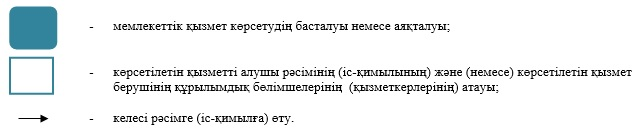 - мемлекеттік қызмет көрсетудің басталуы немесе аяқталуы;
- көрсетілетін қызметті алушы рәсімінің (іс-қимылының) және (немесе) көрсетілетін қызмет
берушінің құрылымдық бөлімшелерінің (қызметкерлерінің) атауы;
- келесі рәсімге (іс-қимылға) өту.